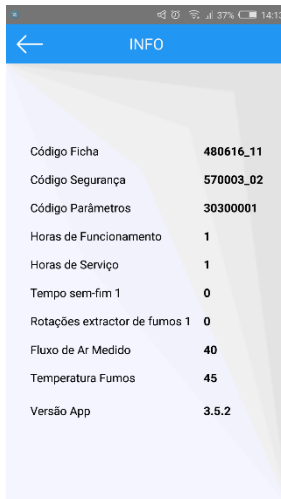 37% 14:13
INFO
Código Ficha 480616_11
Código Segurança 570003_02
Código Parâmetros 30300001
Horas de Funcionamento 1
Horas de Serviço 1
Tempo sem-fim 1 0
Rotações extractor de fumos 1 0
Fluxo de Ar Medido 40
Temperatura Fumos 45
Versão App 3.5.2